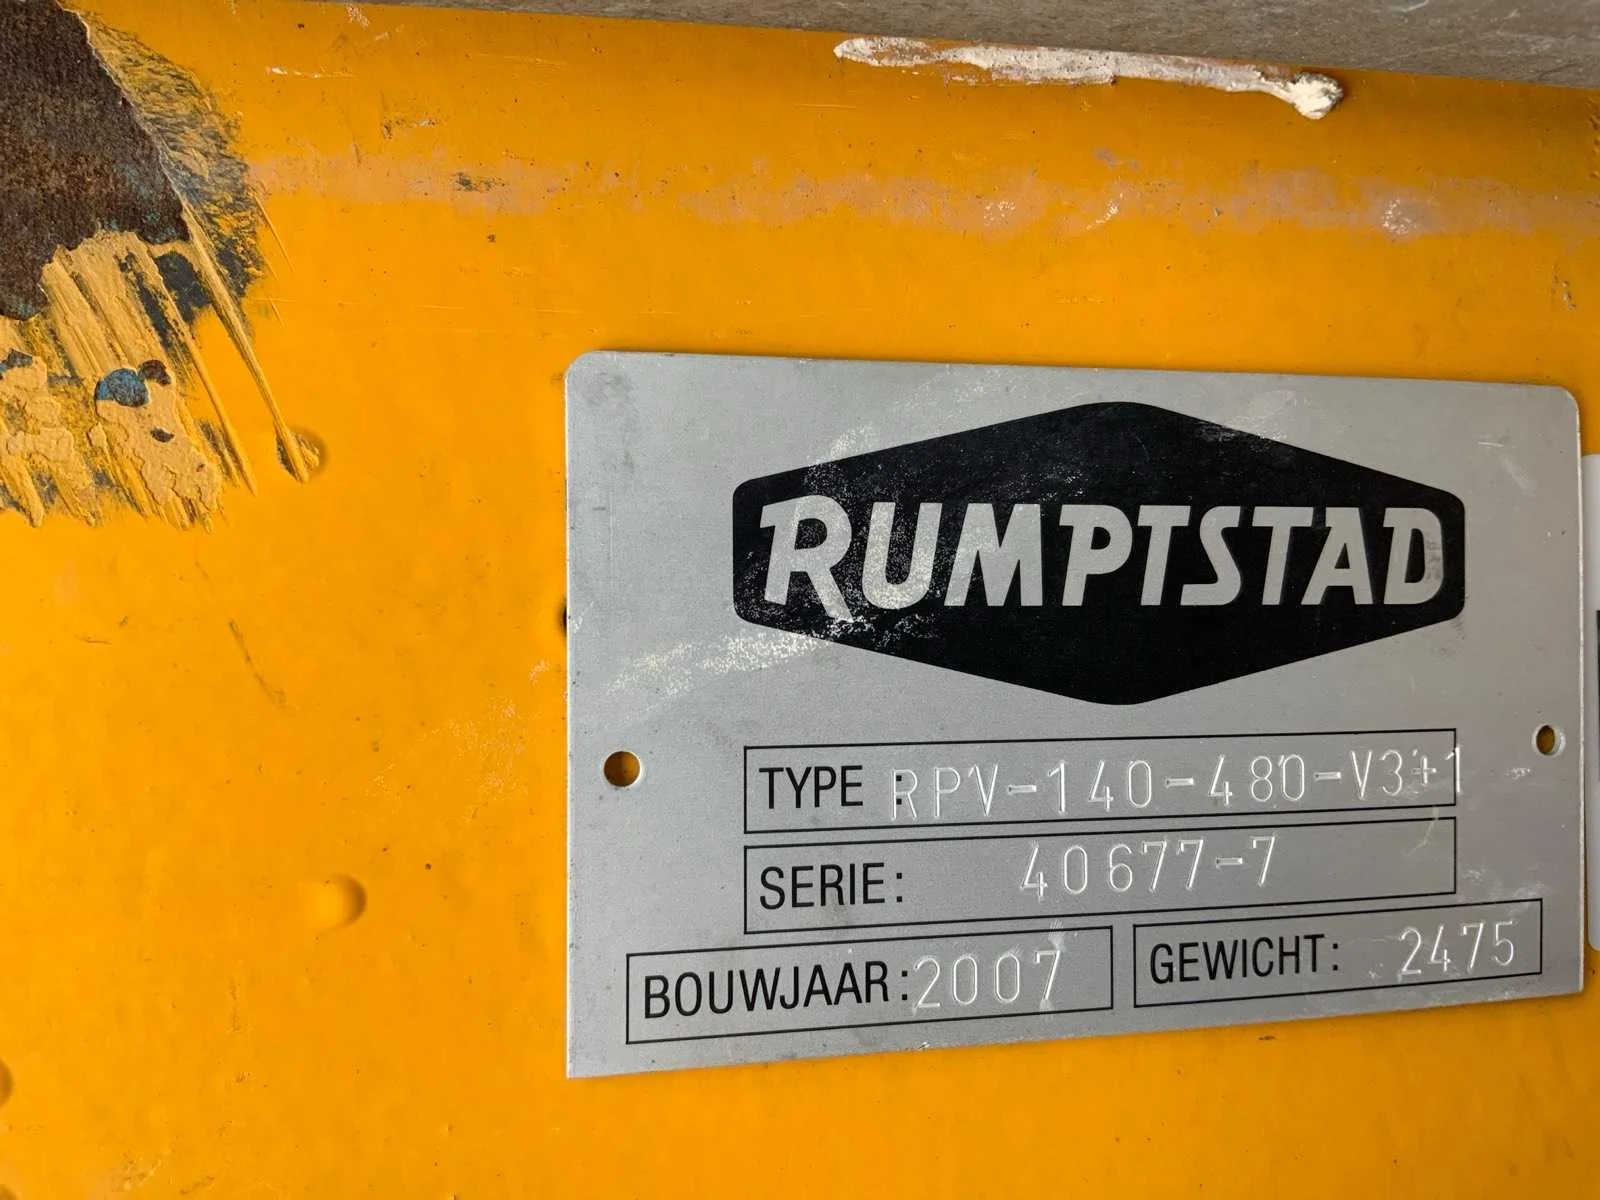 RUMPTSTAD
TYPE : RPV-140-480-V3+1
SERIE: 40677-7
BOUWJAAR: 2007
GEWICHT: 2475